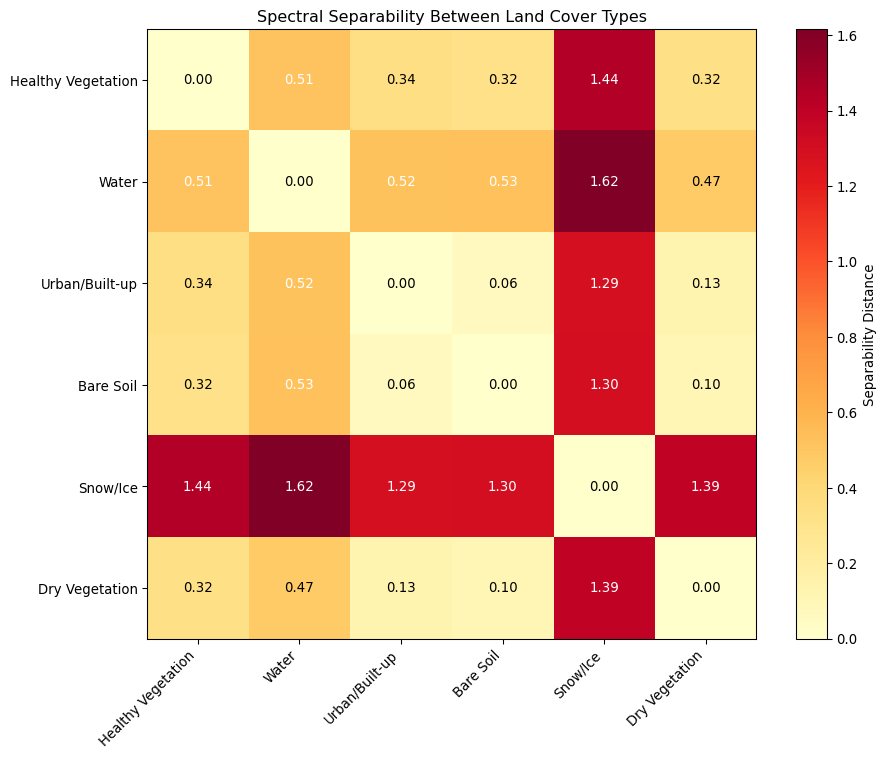 Spectral Separability Between Land Cover Types
Healthy Vegetation 0.00 0.51 0.34 0.32 1.44 0.32
Water 0.51 0.00 0.52 0.53 1.62 0.47
Urban/Built-up 0.34 0.52 0.00 0.06 1.29 0.13
Bare Soil 0.32 0.53 0.06 0.00 1.30 0.10
Snow/Ice 1.44 1.62 1.29 1.30 0.00 1.39
Dry Vegetation 0.32 0.47 0.13 0.10 1.39 0.00
Healthy Vegetation
Water
Urban/Built-up
Bare Soil
Snow/Ice
Dry Vegetation
1.6
1.4
1.2
1.0
0.8
0.6
0.4
0.2
0.0
Separability Distance